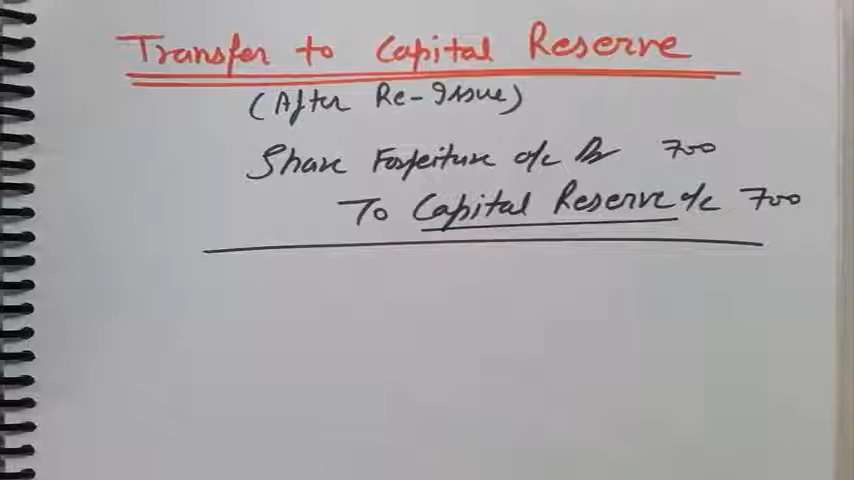 Transfer to Capital Reserve
(After Re-Issue)
Share Forfeiture a/c Dr 700
To Capital Reserve a/c 700